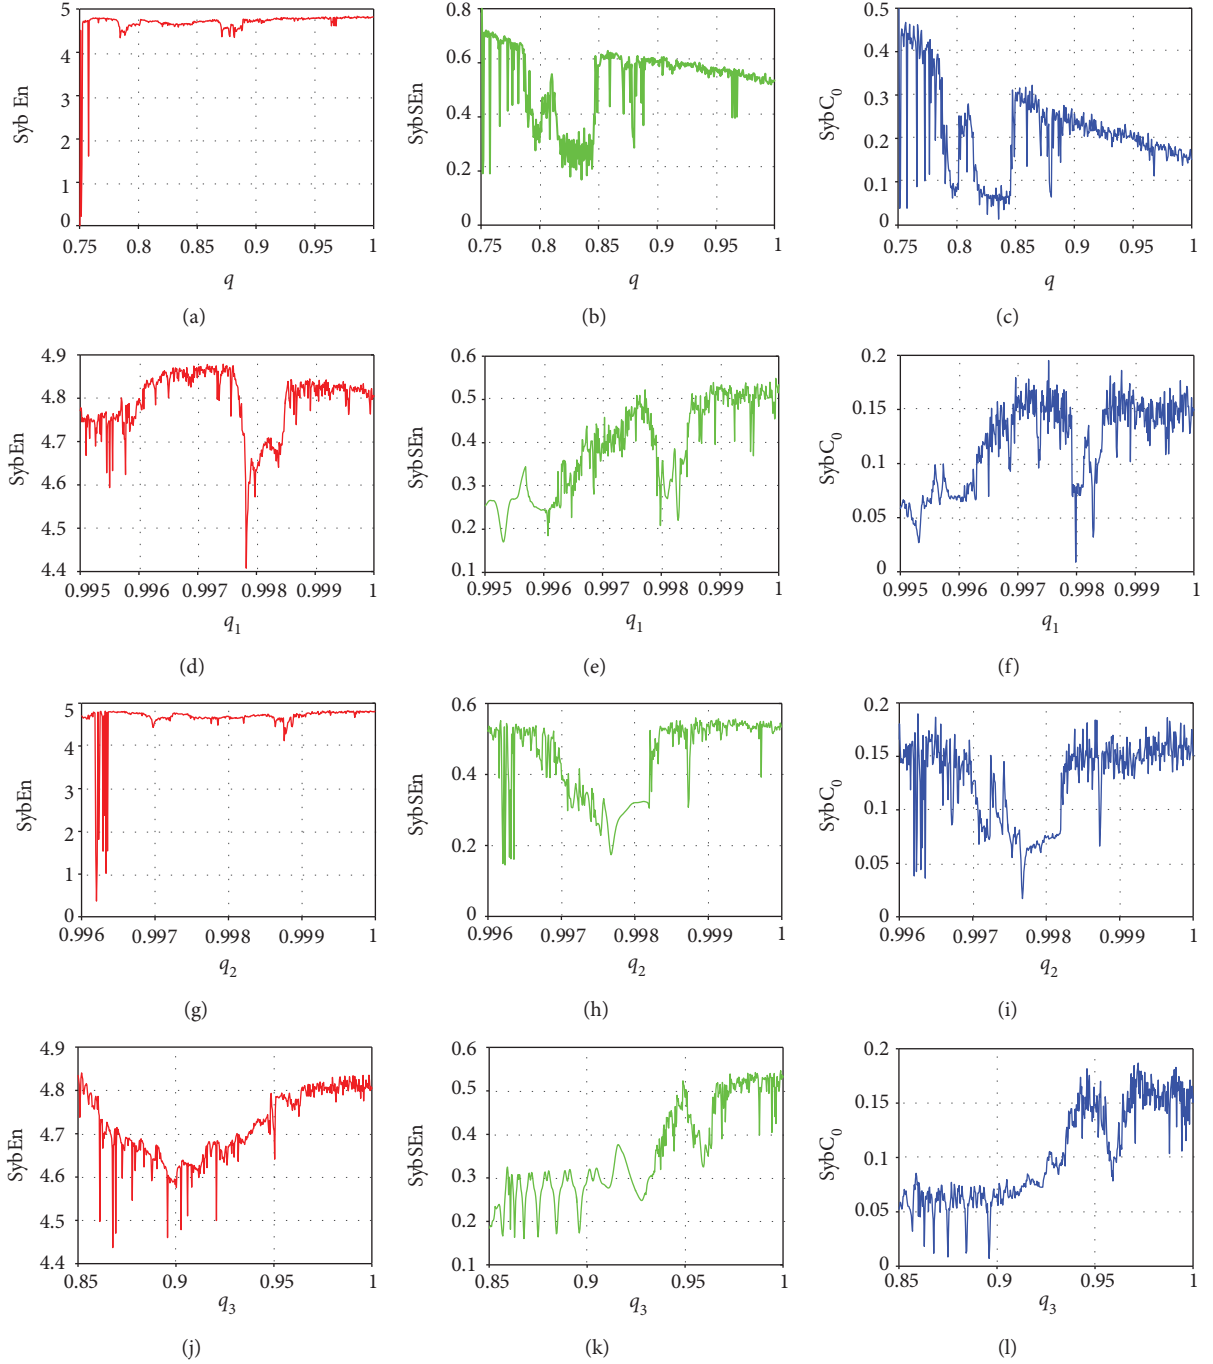 Syb En
5
4
3
2
1
0
0.75 0.8 0.85 0.9 0.95 1
q
(a)
SybSEn
0.8
0.6
0.4
0.2
0
0.75 0.8 0.85 0.9 0.95 1
q
(b)
SybC0
0.5
0.4
0.3
0.2
0.1
0
0.75 0.8 0.85 0.9 0.95 1
q
(c)
SybEn
4.9
4.8
4.7
4.6
4.5
4.4
0.995 0.996 0.997 0.998 0.999 1
q1
(d)
SybSEn
0.6
0.5
0.4
0.3
0.2
0.1
0.995 0.996 0.997 0.998 0.999 1
q1
(e)
SybC0
0.2
0.15
0.1
0.05
0
0.995 0.996 0.997 0.998 0.999 1
q1
(f)
SybEn
5
4
3
2
1
0
0.996 0.997 0.998 0.999 1
q2
(g)
SybSEn
0.6
0.4
0.2
0
0.996 0.997 0.998 0.999 1
q2
(h)
SybC0
0.2
0.15
0.1
0.05
0
0.996 0.997 0.998 0.999 1
q2
(i)
SybEn
4.9
4.8
4.7
4.6
4.5
4.4
0.85 0.9 0.95 1
q3
(j)
SybSEn
0.6
0.5
0.4
0.3
0.2
0.1
0.85 0.9 0.95 1
q3
(k)
SybC0
0.2
0.15
0.1
0.05
0
0.85 0.9 0.95 1
q3
(l)